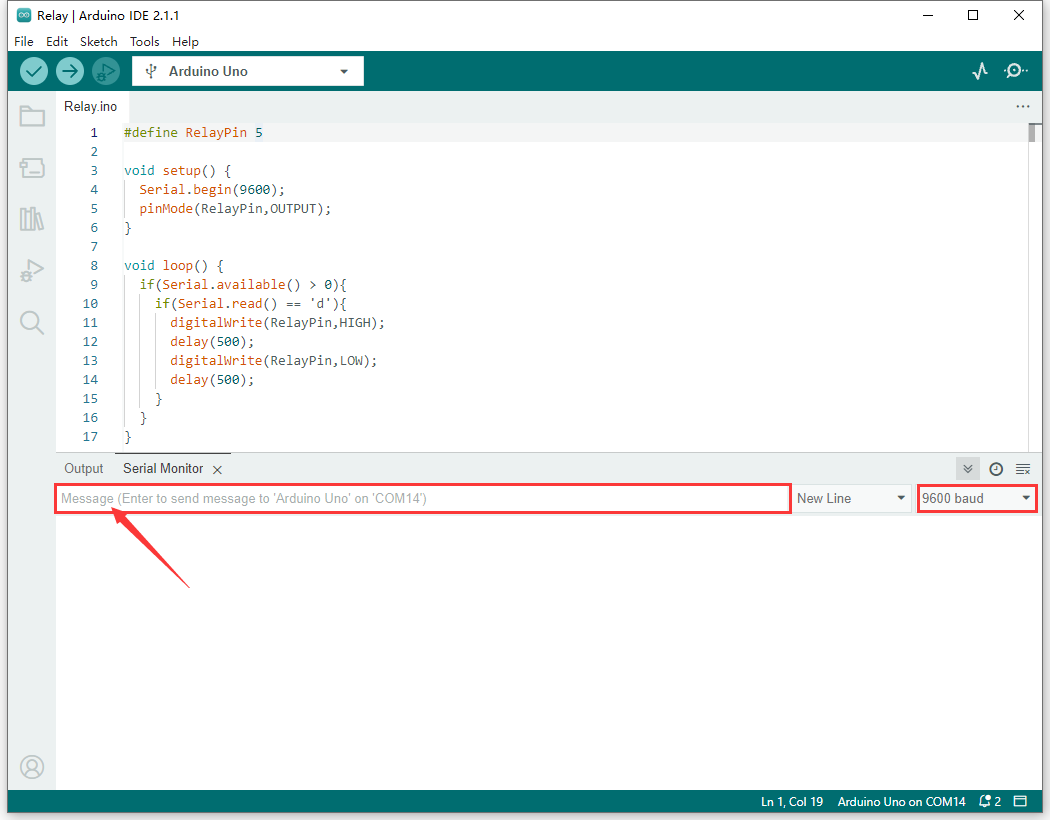 Relay | Arduino IDE 2.1.1
File Edit Sketch Tools Help
Arduino Uno
Relay.ino
1 #define RelayPin 5
2
3 void setup() {
4   Serial.begin(9600);
5   pinMode(RelayPin,OUTPUT);
6 }
7
8 void loop() {
9   if(Serial.available() > 0){
10     if(Serial.read() == 'd'){
11       digitalWrite(RelayPin,HIGH);
12       delay(500);
13       digitalWrite(RelayPin,LOW);
14       delay(500);
15     }
16   }
17 }
Output Serial Monitor
Message (Enter to send message to 'Arduino Uno' on 'COM14') New Line 9600 baud
Ln 1, Col 19 Arduino Uno on COM14 2